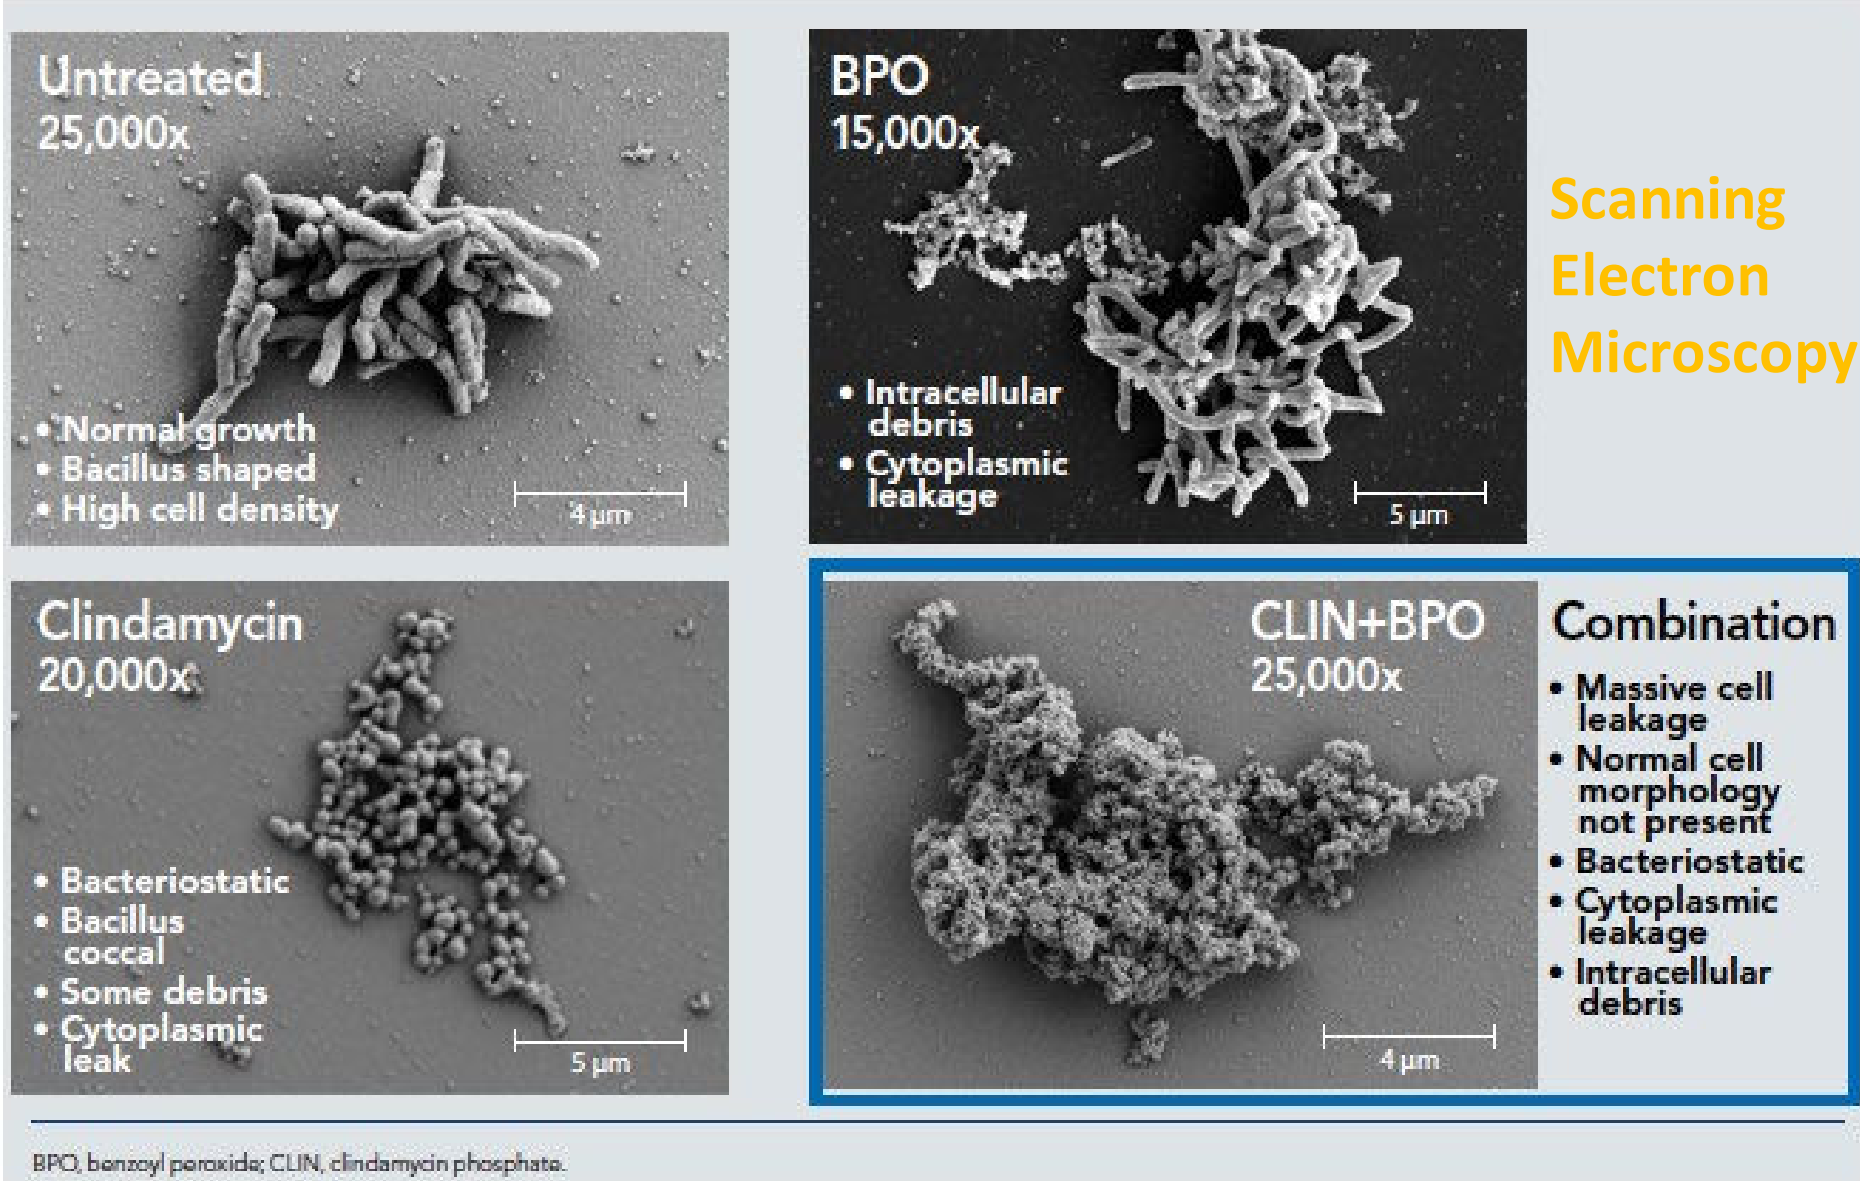 Untreated
25,000x
• Normal growth
• Bacillus shaped
• High cell density
4 µm
BPO
15,000x
• Intracellular
debris
• Cytoplasmic
leakage
5 µm
Scanning
Electron
Microscopy
Clindamycin
20,000x
• Bacteriostatic
• Bacillus
coccal
• Some debris
• Cytoplasmic
leak
5 µm
CLIN+BPO
25,000x
4 µm
Combination
• Massive cell
leakage
• Normal cell
morphology
not present
• Bacteriostatic
• Cytoplasmic
leakage
• Intracellular
debris
BPO, benzoyl peroxide; CLIN, clindamycin phosphate.